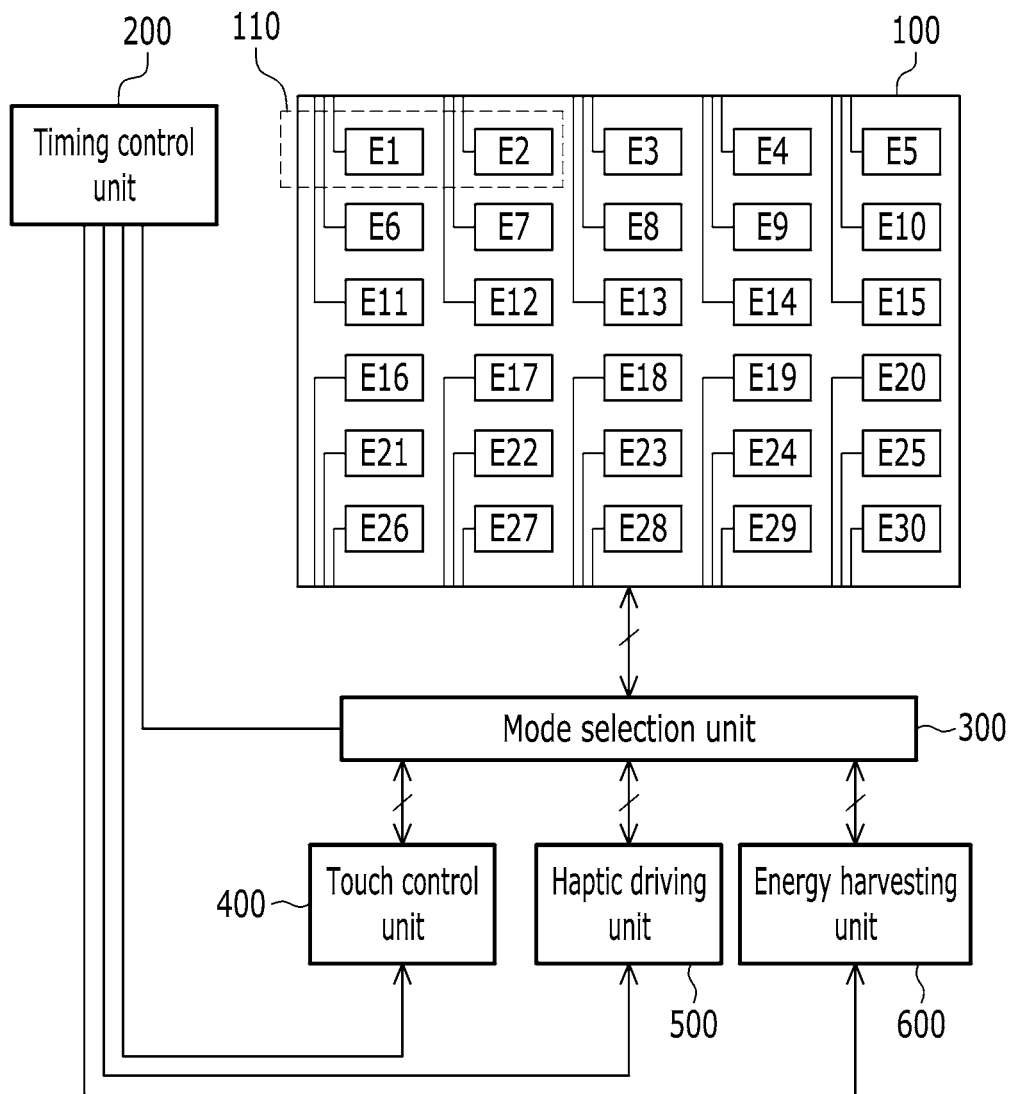 200
110
100
Timing control
unit
E1 E2 E3 E4 E5
E6 E7 E8 E9 E10
E11 E12 E13 E14 E15
E16 E17 E18 E19 E20
E21 E22 E23 E24 E25
E26 E27 E28 E29 E30
Mode selection unit
300
Touch control
unit
400
Haptic driving
unit
500
Energy harvesting
unit
600